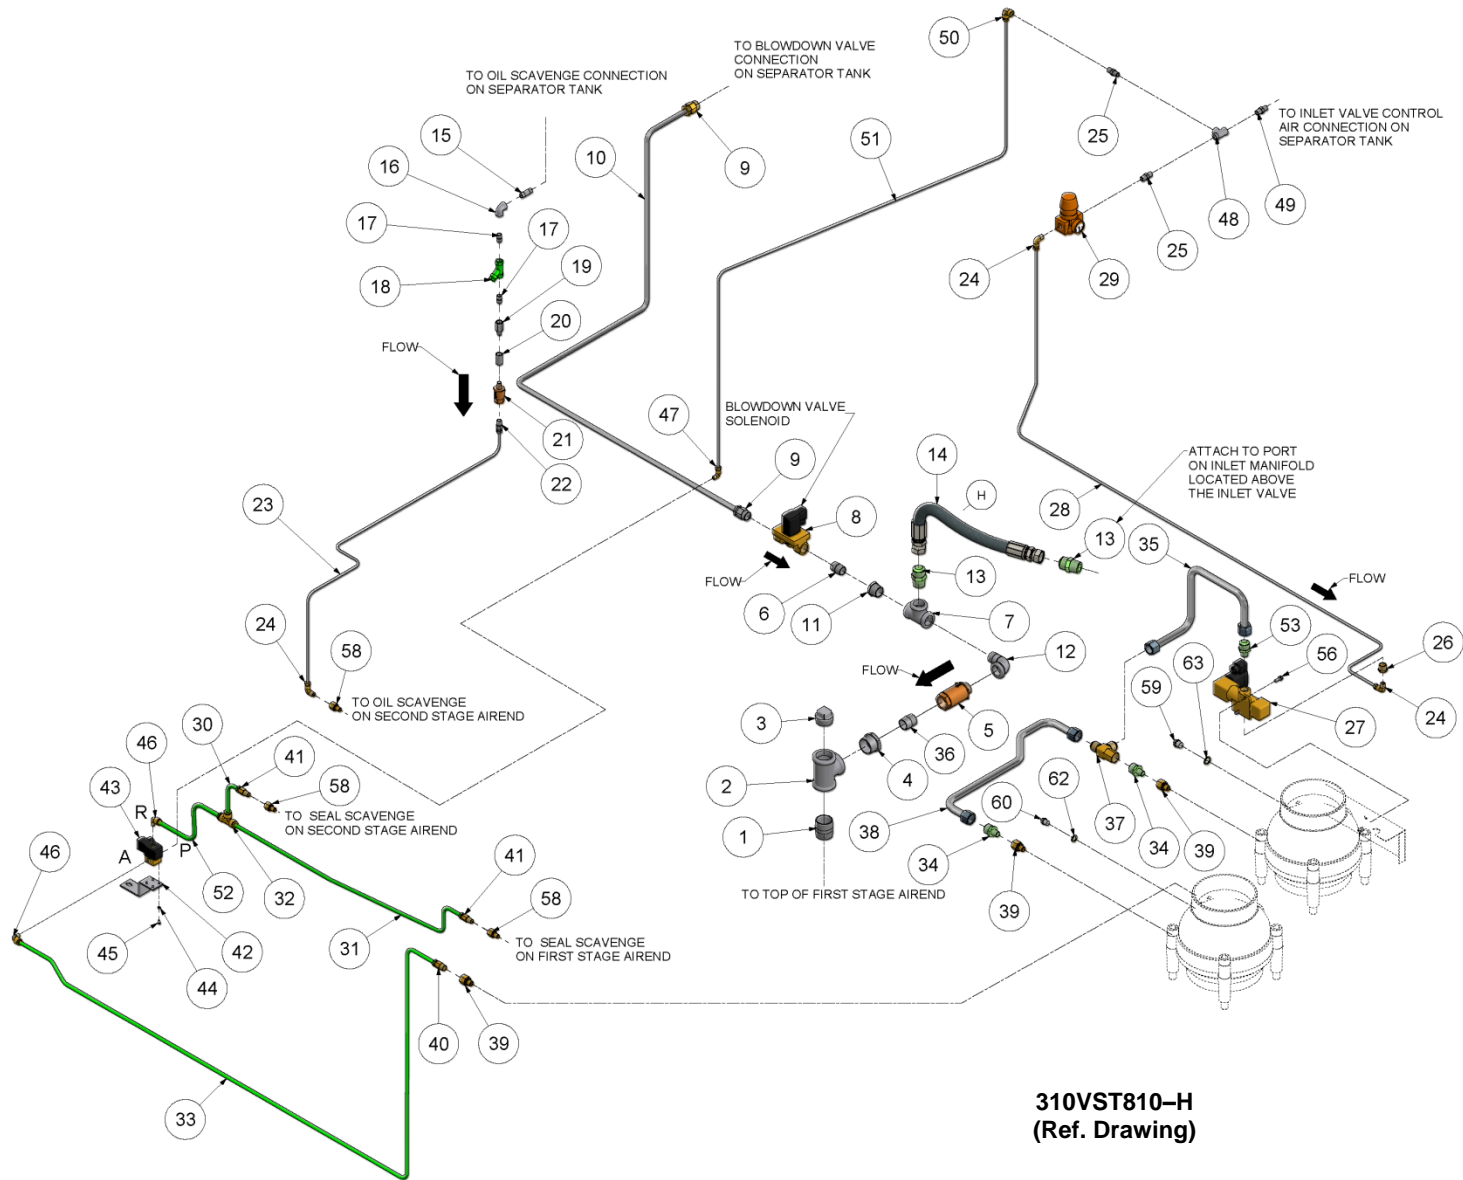 50
TO BLOWDOWN VALVE
CONNECTION
ON SEPARATOR TANK
TO OIL SCAVENGE CONNECTION
ON SEPARATOR TANK
25
TO INLET VALVE CONTROL
AIR CONNECTION ON
SEPARATOR TANK
15
10
9
51
16
48
49
17
17
25
24
29
18
19
20
FLOW
47
BLOWDOWN VALVE
SOLENOID
21
9
14
ATTACH TO PORT
ON INLET MANIFOLD
LOCATED ABOVE
THE INLET VALVE
22
H
28
23
8
13
35
13
FLOW
FLOW
6
11
7
53
56
26
24
58
12
63
TO OIL SCAVENGE
ON SECOND STAGE AIREND
FLOW
59
24
30
3
5
27
46
41
36
43
58
2
4
62
R
TO SEAL SCAVENGE
ON SECOND STAGE AIREND
60
A
P
1
38
37
34
39
46
41
34
52
32
58
TO TOP OF FIRST STAGE AIREND
39
45
42
31
TO SEAL SCAVENGE
ON FIRST STAGE AIREND
44
40
39
33
310VST810–H
(Ref. Drawing)